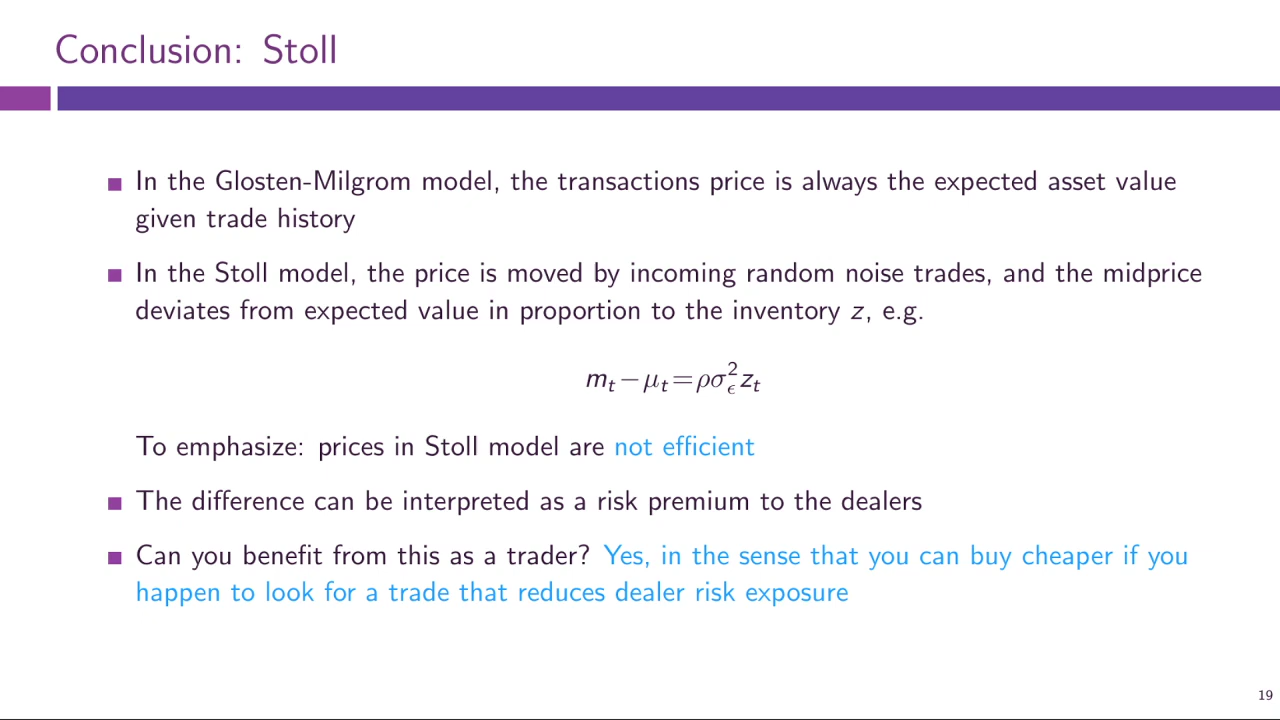 Conclusion: Stoll
In the Glosten-Milgrom model, the transactions price is always the expected asset value
given trade history
In the Stoll model, the price is moved by incoming random noise trades, and the midprice
deviates from expected value in proportion to the inventory z, e.g.
m_t − μ_t = ρσ_ϵ^2 z_t
To emphasize: prices in Stoll model are not efficient
The difference can be interpreted as a risk premium to the dealers
Can you benefit from this as a trader? Yes, in the sense that you can buy cheaper if you
happen to look for a trade that reduces dealer risk exposure
19